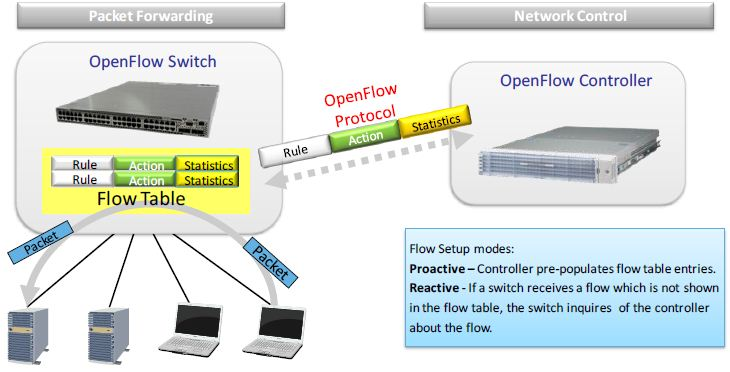 Packet Forwarding
Network Control
OpenFlow Switch
OpenFlow Controller
OpenFlow
Protocol
Rule Action Statistics
Rule Action Statistics
Rule Action Statistics
Flow Table
Packet
Packet
Flow Setup modes:
Proactive – Controller pre-populates flow table entries.
Reactive - If a switch receives a flow which is not shown
in the flow table, the switch inquires of the controller
about the flow.